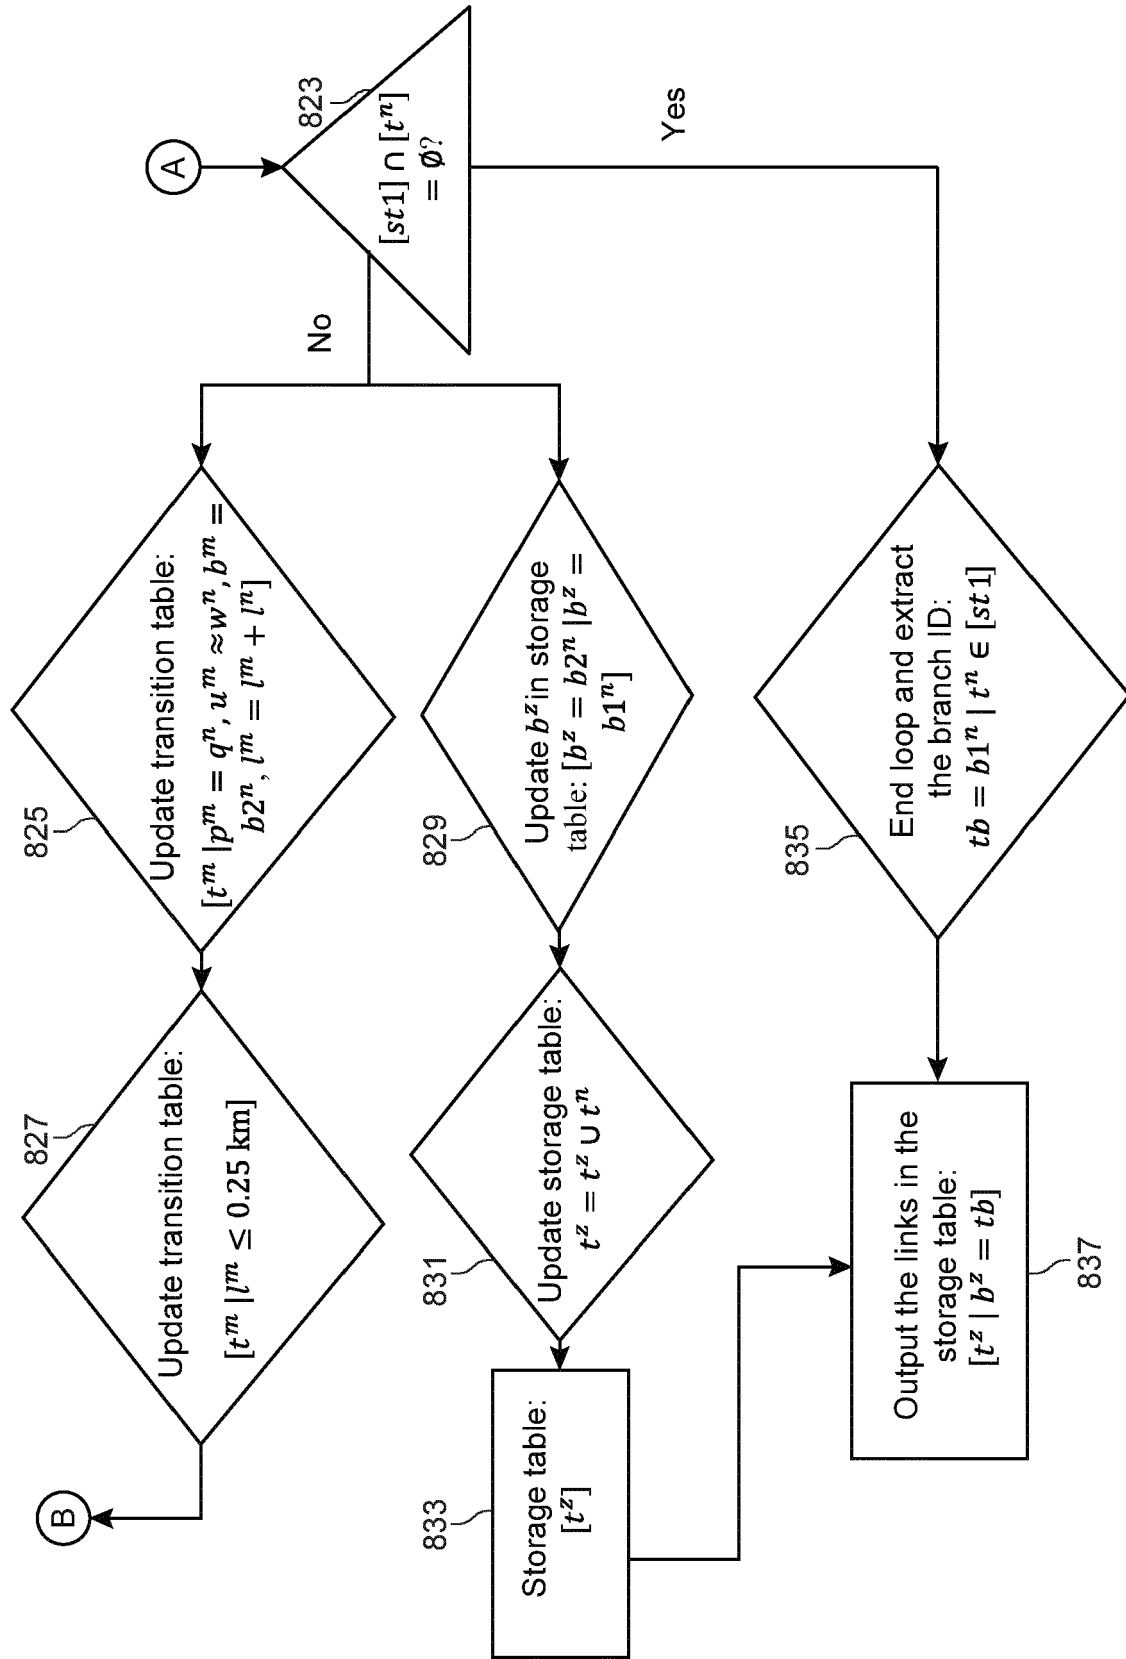 A
823
[st1] ∩ [tⁿ]
= ∅?
No
Yes
825
Update transition table:
[tᵐ |pᵐ = qⁿ, uᵐ ≈wⁿ, bᵐ =
b2ⁿ, lᵐ = lᵐ + lⁿ]
827
Update transition table:
[tᵐ |lᵐ ≤ 0.25 km]
B
829
Update bᶻ in storage
table: [bᶻ = b2ⁿ |bᶻ =
b1ⁿ]
831
Update storage table:
tᶻ = tᶻ ∪ tⁿ
833
Storage table:
[tᶻ]
835
End loop and extract
the branch ID:
tb = b1ⁿ | tⁿ ∈ [st1]
Output the links in the
storage table:
[tᶻ | bᶻ = tb]
837